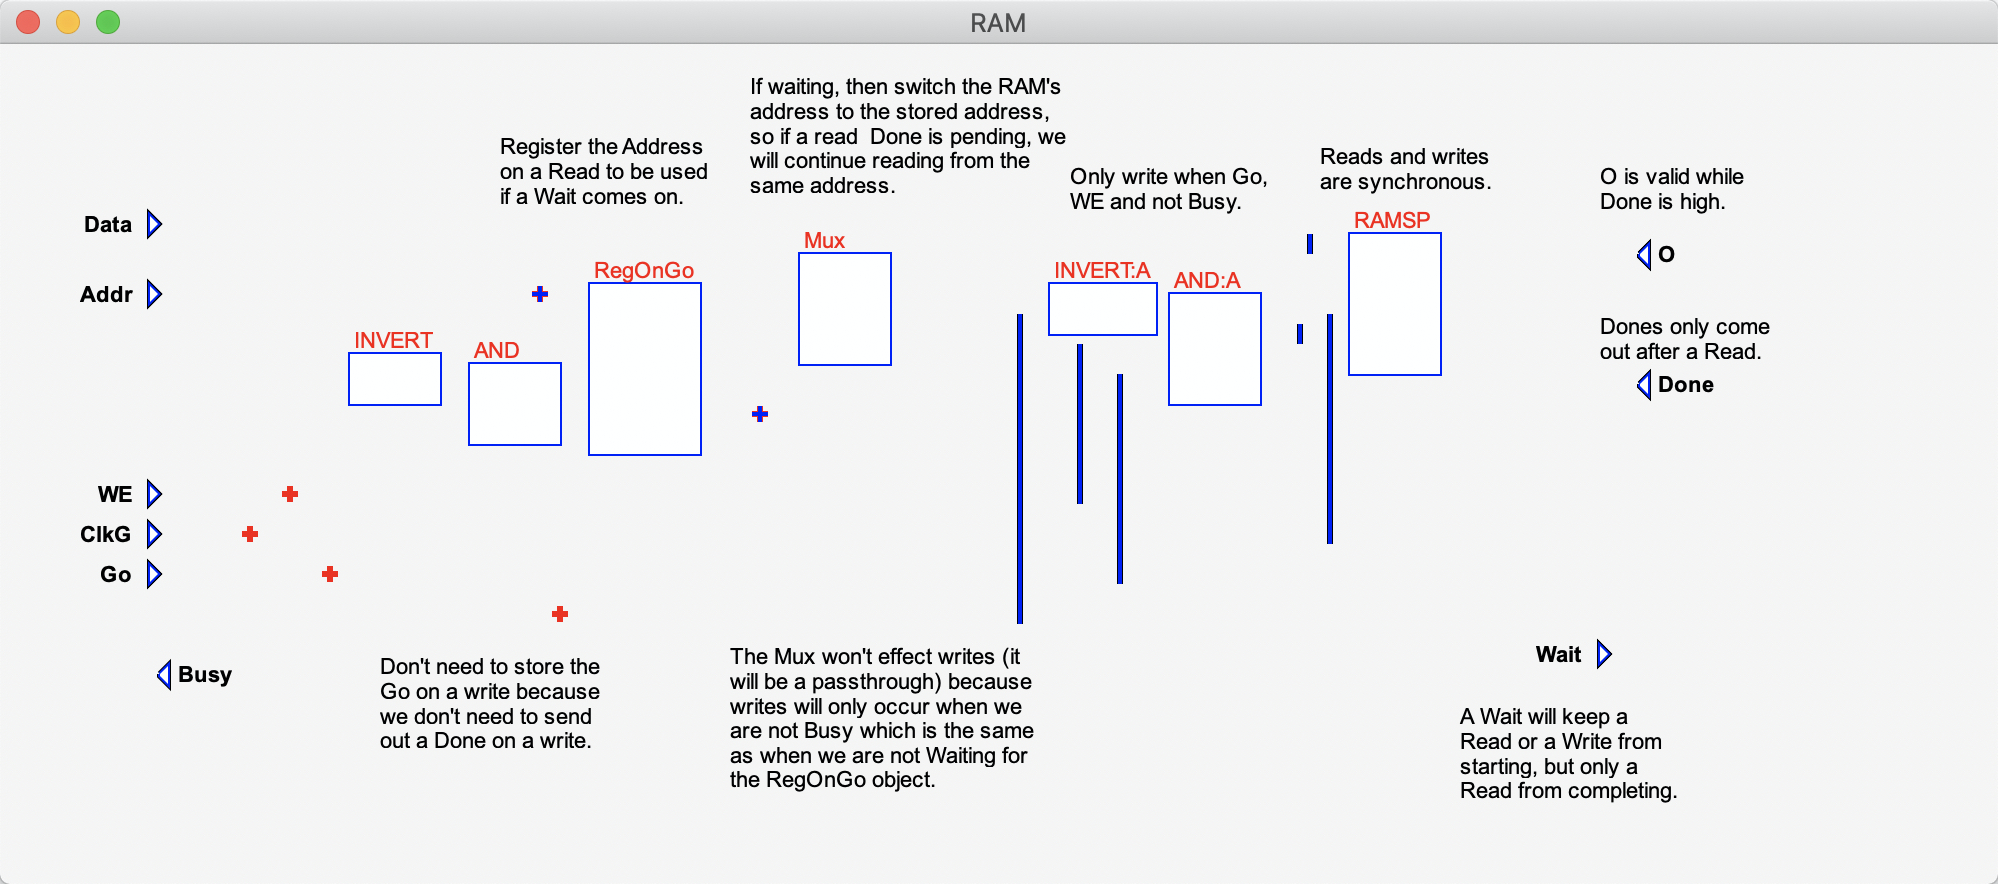 RAM
If waiting, then switch the RAM's
address to the stored address,
so if a read  Done is pending, we
will continue reading from the
same address.
Register the Address
on a Read to be used
if a Wait comes on.
Only write when Go,
WE and not Busy.
Reads and writes
are synchronous.
O is valid while
Done is high.
Data
Addr
INVERT
AND
RegOnGo
Mux
INVERT:A
AND:A
RAMSP
O
Dones only come
out after a Read.
Done
WE
ClkG
Go
Busy
Don't need to store the
Go on a write because
we don't need to send
out a Done on a write.
The Mux won't effect writes (it
will be a passthrough) because
writes will only occur when we
are not Busy which is the same
as when we are not Waiting for
the RegOnGo object.
Wait
A Wait will keep a
Read or a Write from
starting, but only a
Read from completing.